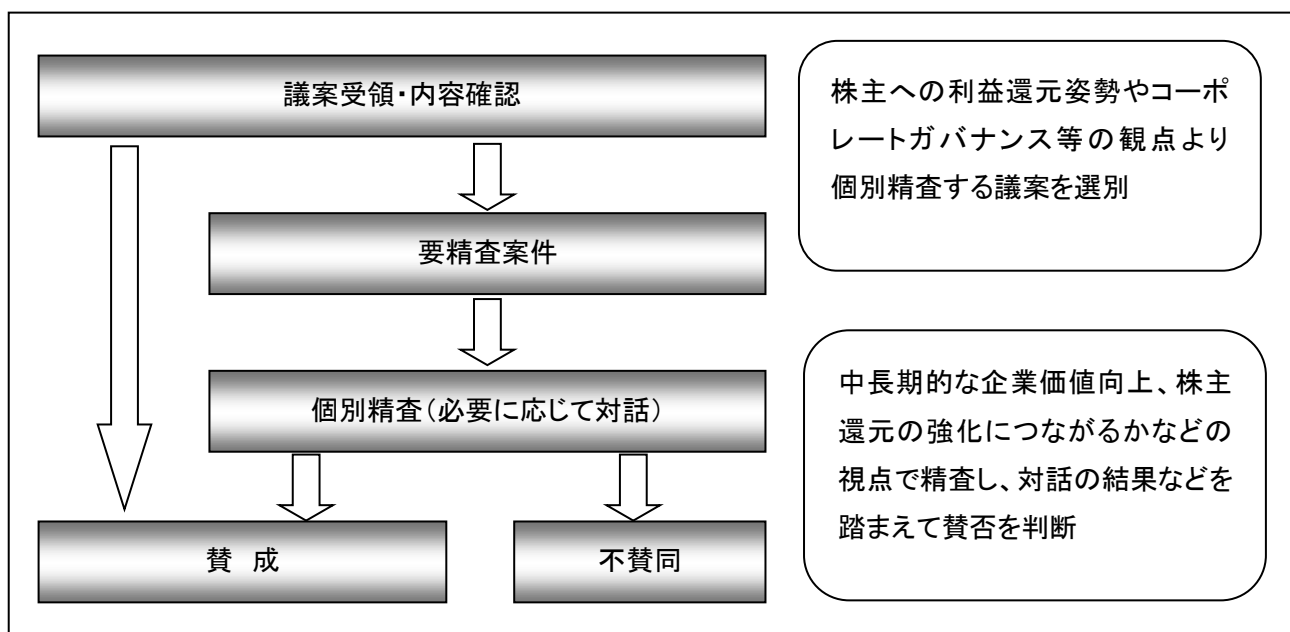 議案受領・内容確認
株主への利益還元姿勢やコーポ
レートガバナンス等の観点より
個別精査する議案を選別
要精査案件
個別精査（必要に応じて対話）
中長期的な企業価値向上、株主
還元の強化につながるかなどの
視点で精査し、対話の結果などを
踏まえて賛否を判断
賛 成
不賛同